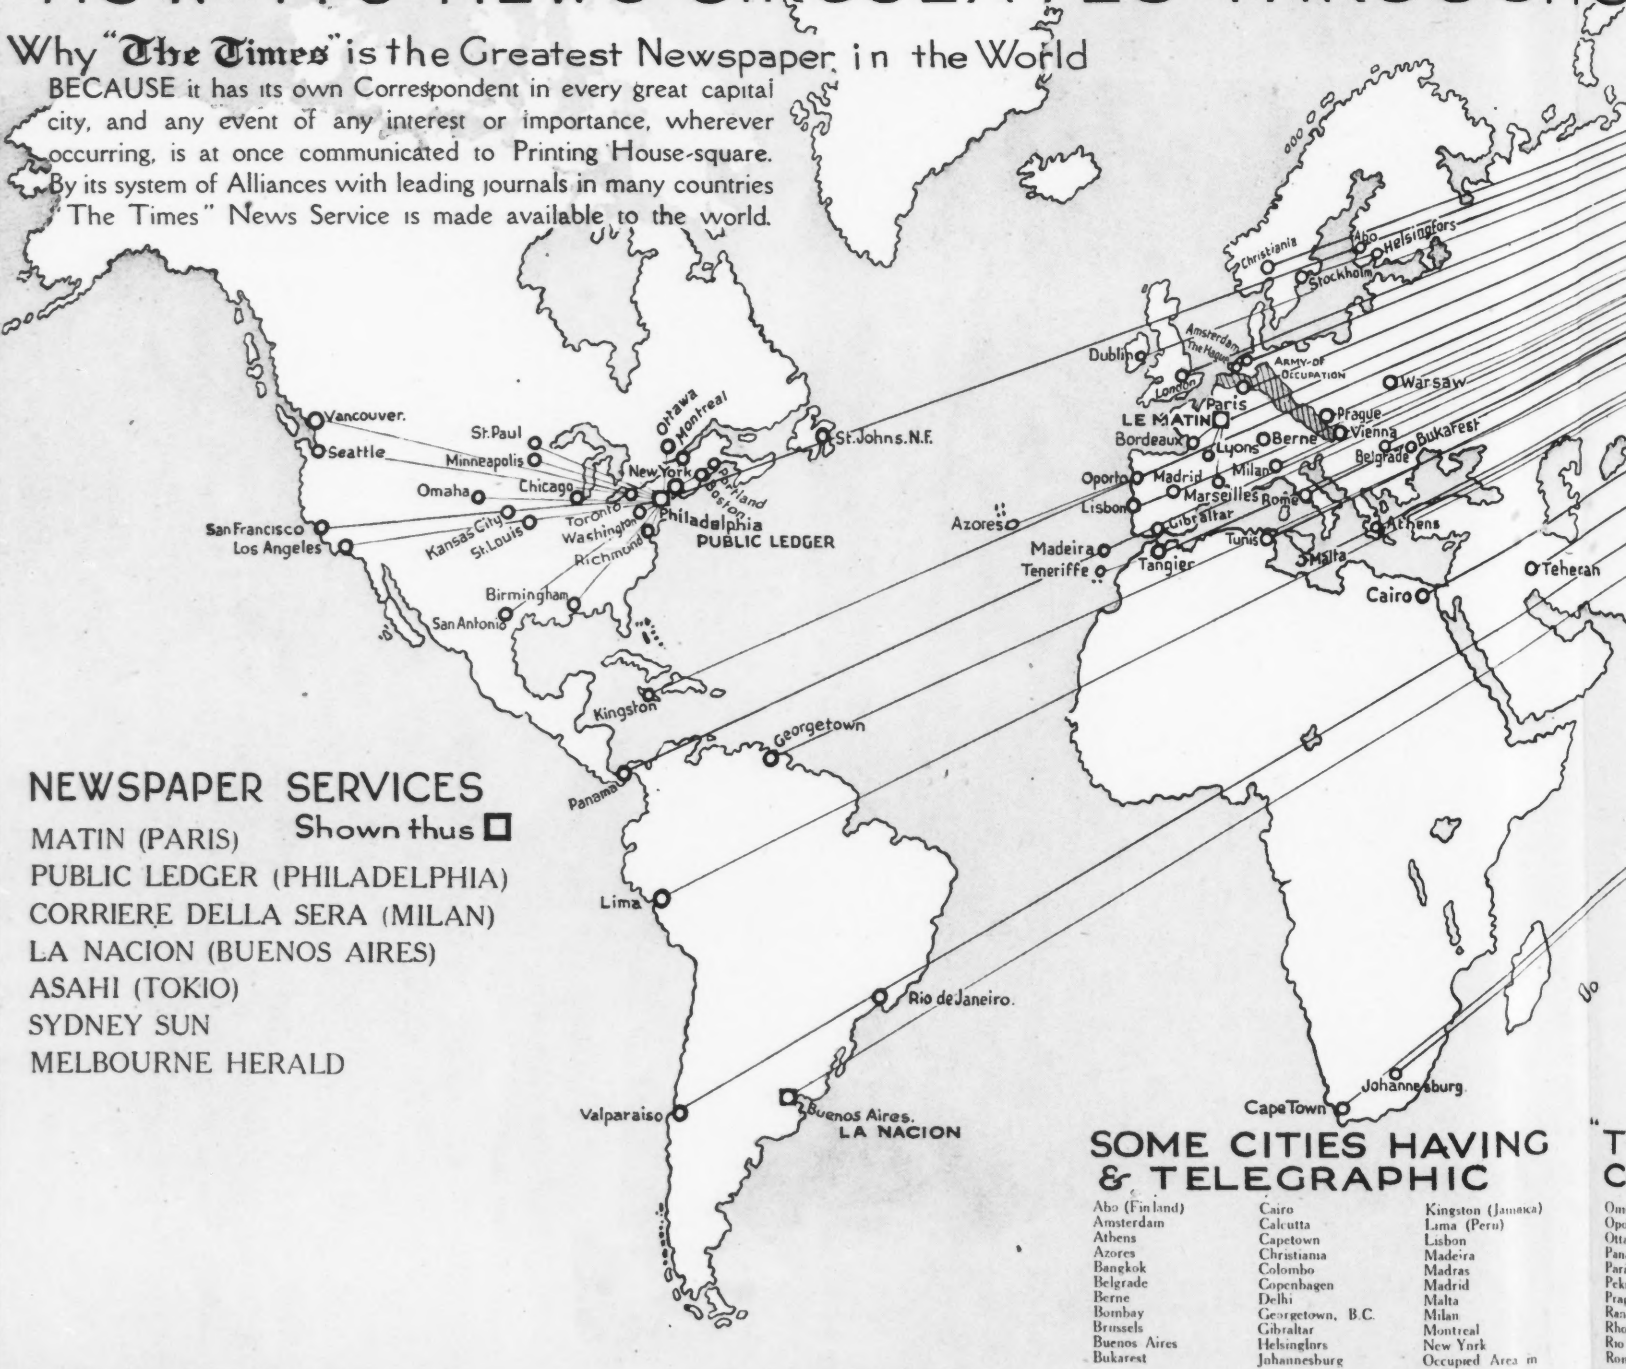 Why "The Times" is the Greatest Newspaper in the World
BECAUSE it has its own Correspondent in every great capital
city, and any event of any interest or importance, wherever
occurring, is at once communicated to Printing House-square.
By its system of Alliances with leading journals in many countries
"The Times" News Service is made available to the world.
Christiania
Abo
Helsingfors
Stockholm
Dublin
Amsterdam
The Hague
London
ARMY-OF
OCCUPATION
Warsaw
Paris
LE MATIN
Prague
Vienna
Bordeaux
Lyons
Berne
Belgrade
Bukarest
Oporto
Madrid
Milan
Marseilles
Rome
Lisbon
Gibraltar
Athens
Azores
Madeira
Tangier
Tunis
Malta
Teneriffe
Cairo
Teheran
Vancouver.
Seattle
St. Paul
Minneapolis
Omaha
Chicago
Ottawa
Montreal
New York
Portland
Boston
St. Johns. N.F.
San Francisco
Los Angeles
Kansas City
St. Louis
Toronto
Washington
Richmond
Philadelphia
PUBLIC LEDGER
Birmingham
San Antonio
Kingston
Georgetown
Panama
Lima
Rio de Janeiro.
Valparaiso
Buenos Aires.
LA NACION
Johannesburg.
Cape Town
NEWSPAPER SERVICES
Shown thus
MATIN (PARIS)
PUBLIC LEDGER (PHILADELPHIA)
CORRIERE DELLA SERA (MILAN)
LA NACION (BUENOS AIRES)
ASAHI (TOKIO)
SYDNEY SUN
MELBOURNE HERALD
SOME CITIES HAVING
& TELEGRAPHIC
Abo (Finland)
Amsterdam
Athens
Azores
Bangkok
Belgrade
Berne
Bombay
Brussels
Buenos Aires
Bukarest
Cairo
Calcutta
Capetown
Christiania
Colombo
Copenhagen
Delhi
Georgetown, B.C.
Gibraltar
Helsingfors
Johannesburg
Kingston (Jamaica)
Lima (Peru)
Lisbon
Madeira
Madras
Madrid
Malta
Milan
Montreal
New York
Occupied Area in